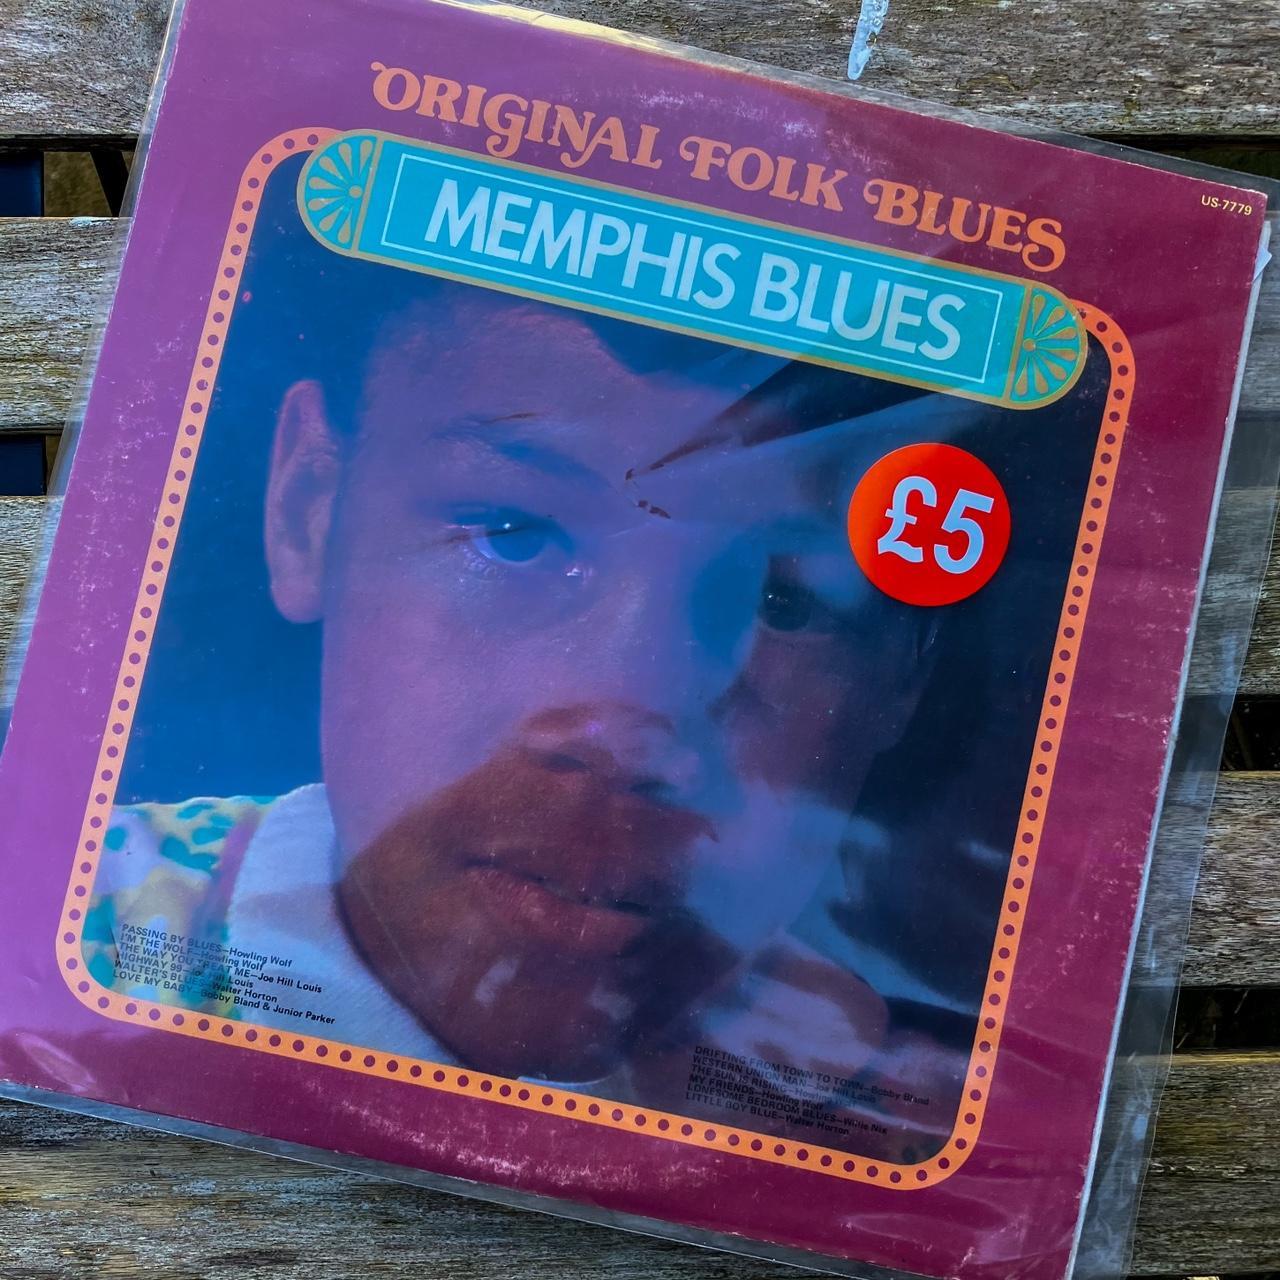 ORIGINAL FOLK BLUES
US-7779
MEMPHIS BLUES
£5
PASSING BY BLUES—Howling Wolf
I'M THE WOLF—Howling Wolf
THE WAY YOU TREAT ME—Joe Hill Louis
HIGHWAY 99—Joe Hill Louis
WALTER'S BLUES—Walter Horton
LOVE MY BABY—Bobby Bland & Junior Parker
DRIFTING FROM TOWN TO TOWN—Bobby Bland
WESTERN UNION MAN—Joe Hill Louis
THE SUN IS RISING—Howling
MY FRIENDS—Howling Wolf
LONESOME BEDROOM BLUES—Willie Nix
LITTLE BOY BLUE—Walter Horton